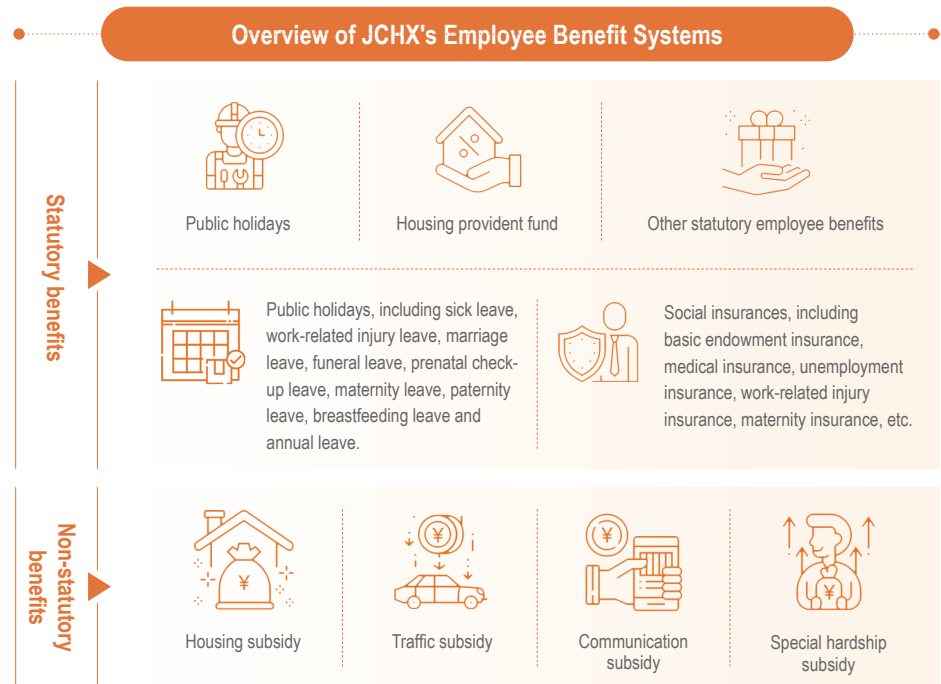 Overview of JCHX's Employee Benefit Systems
Statutory benefits
Public holidays
Housing provident fund
Other statutory employee benefits
Public holidays, including sick leave,
work-related injury leave, marriage
leave, funeral leave, prenatal check-
up leave, maternity leave, paternity
leave, breastfeeding leave and
annual leave.
Social insurances, including
basic endowment insurance,
medical insurance, unemployment
insurance, work-related injury
insurance, maternity insurance, etc.
Non-statutory
benefits
Housing subsidy
Traffic subsidy
Communication
subsidy
Special hardship
subsidy